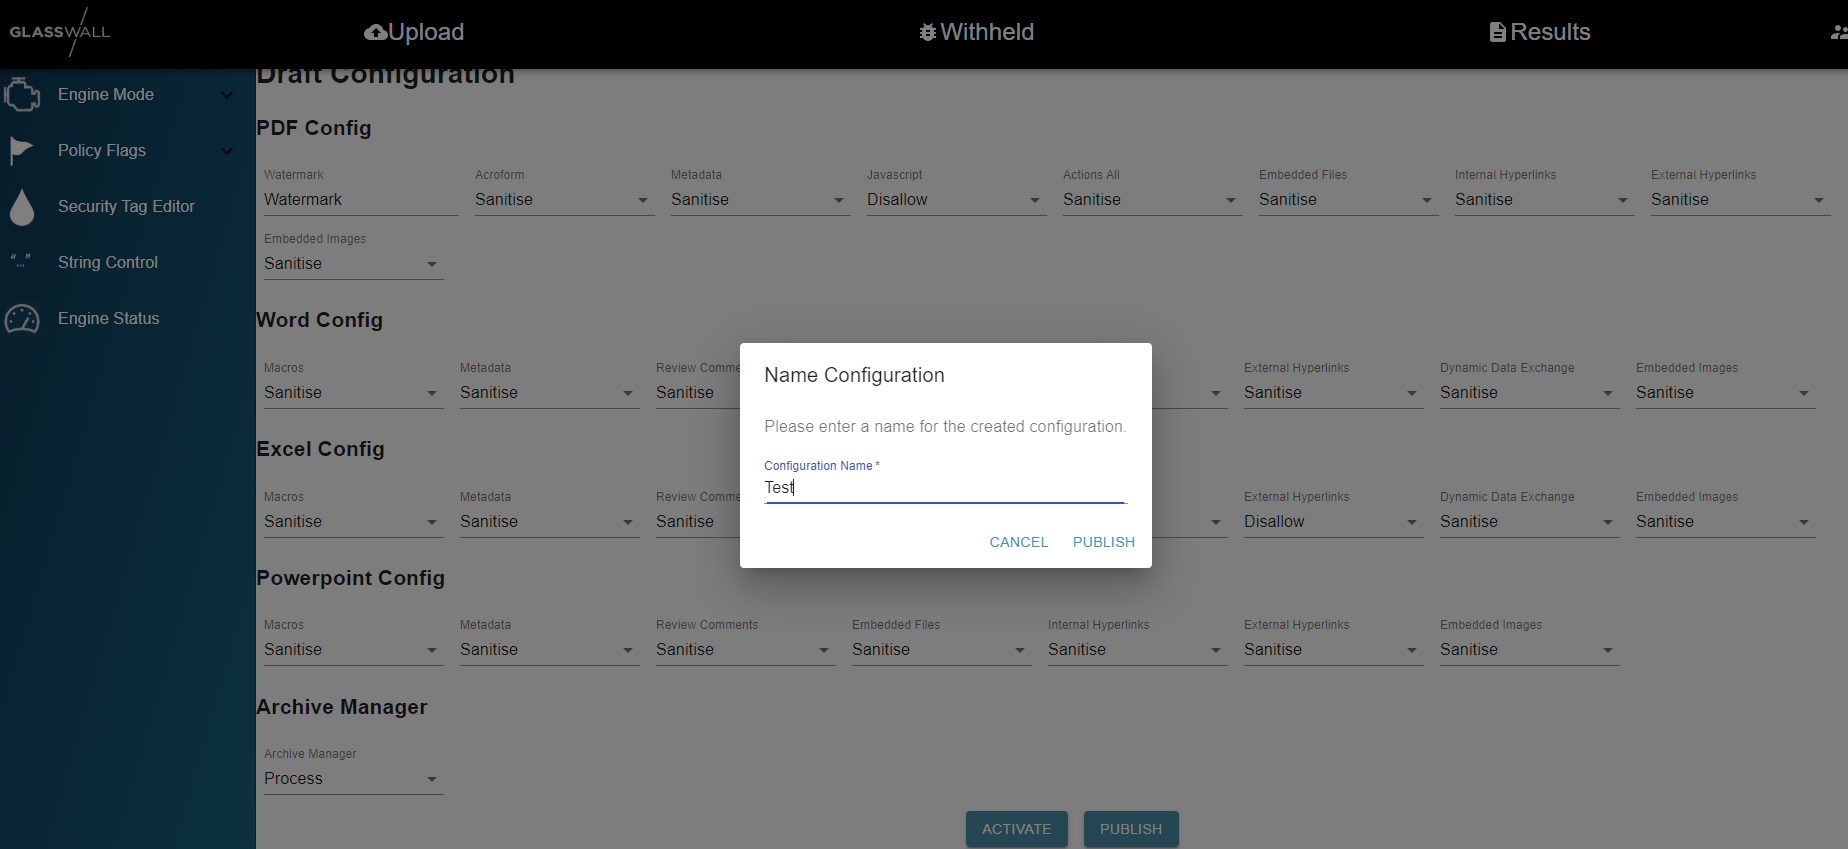 GLASSWALL
Upload
Withheld
Results
Engine Mode
Policy Flags
Security Tag Editor
"..."
String Control
Engine Status
Draft Configuration
PDF Config
Watermark Acroform Metadata Javascript Actions All Embedded Files Internal Hyperlinks External Hyperlinks
Watermark Sanitise Sanitise Disallow Sanitise Sanitise Sanitise Sanitise
Embedded Images
Sanitise
Word Config
Macros Metadata Review Comme External Hyperlinks Dynamic Data Exchange Embedded Images
Sanitise Sanitise Sanitise Sanitise Sanitise Sanitise
Excel Config
Macros Metadata Review Comme External Hyperlinks Dynamic Data Exchange Embedded Images
Sanitise Sanitise Sanitise Disallow Sanitise Sanitise
Powerpoint Config
Macros Metadata Review Comments Embedded Files Internal Hyperlinks External Hyperlinks Embedded Images
Sanitise Sanitise Sanitise Sanitise Sanitise Sanitise Sanitise
Archive Manager
Archive Manager
Process
ACTIVATE PUBLISH
Name Configuration
Please enter a name for the created configuration.
Configuration Name *
Test
CANCEL PUBLISH